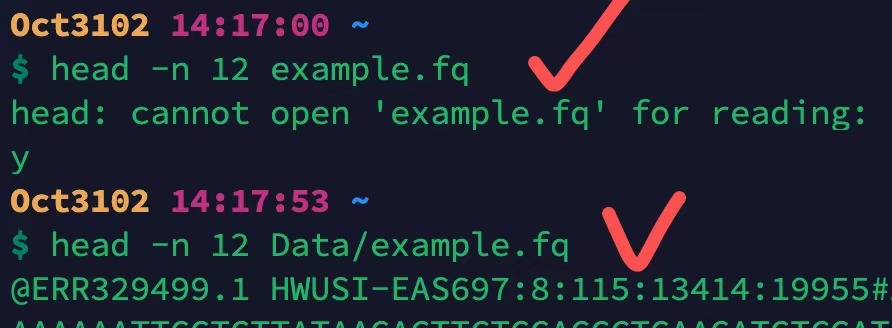 Oct3102 14:17:00 ~
$ head -n 12 example.fq
head: cannot open 'example.fq' for reading:
y
Oct3102 14:17:53 ~
$ head -n 12 Data/example.fq
@ERR329499.1 HWUSI-EAS697:8:115:13414:19955#